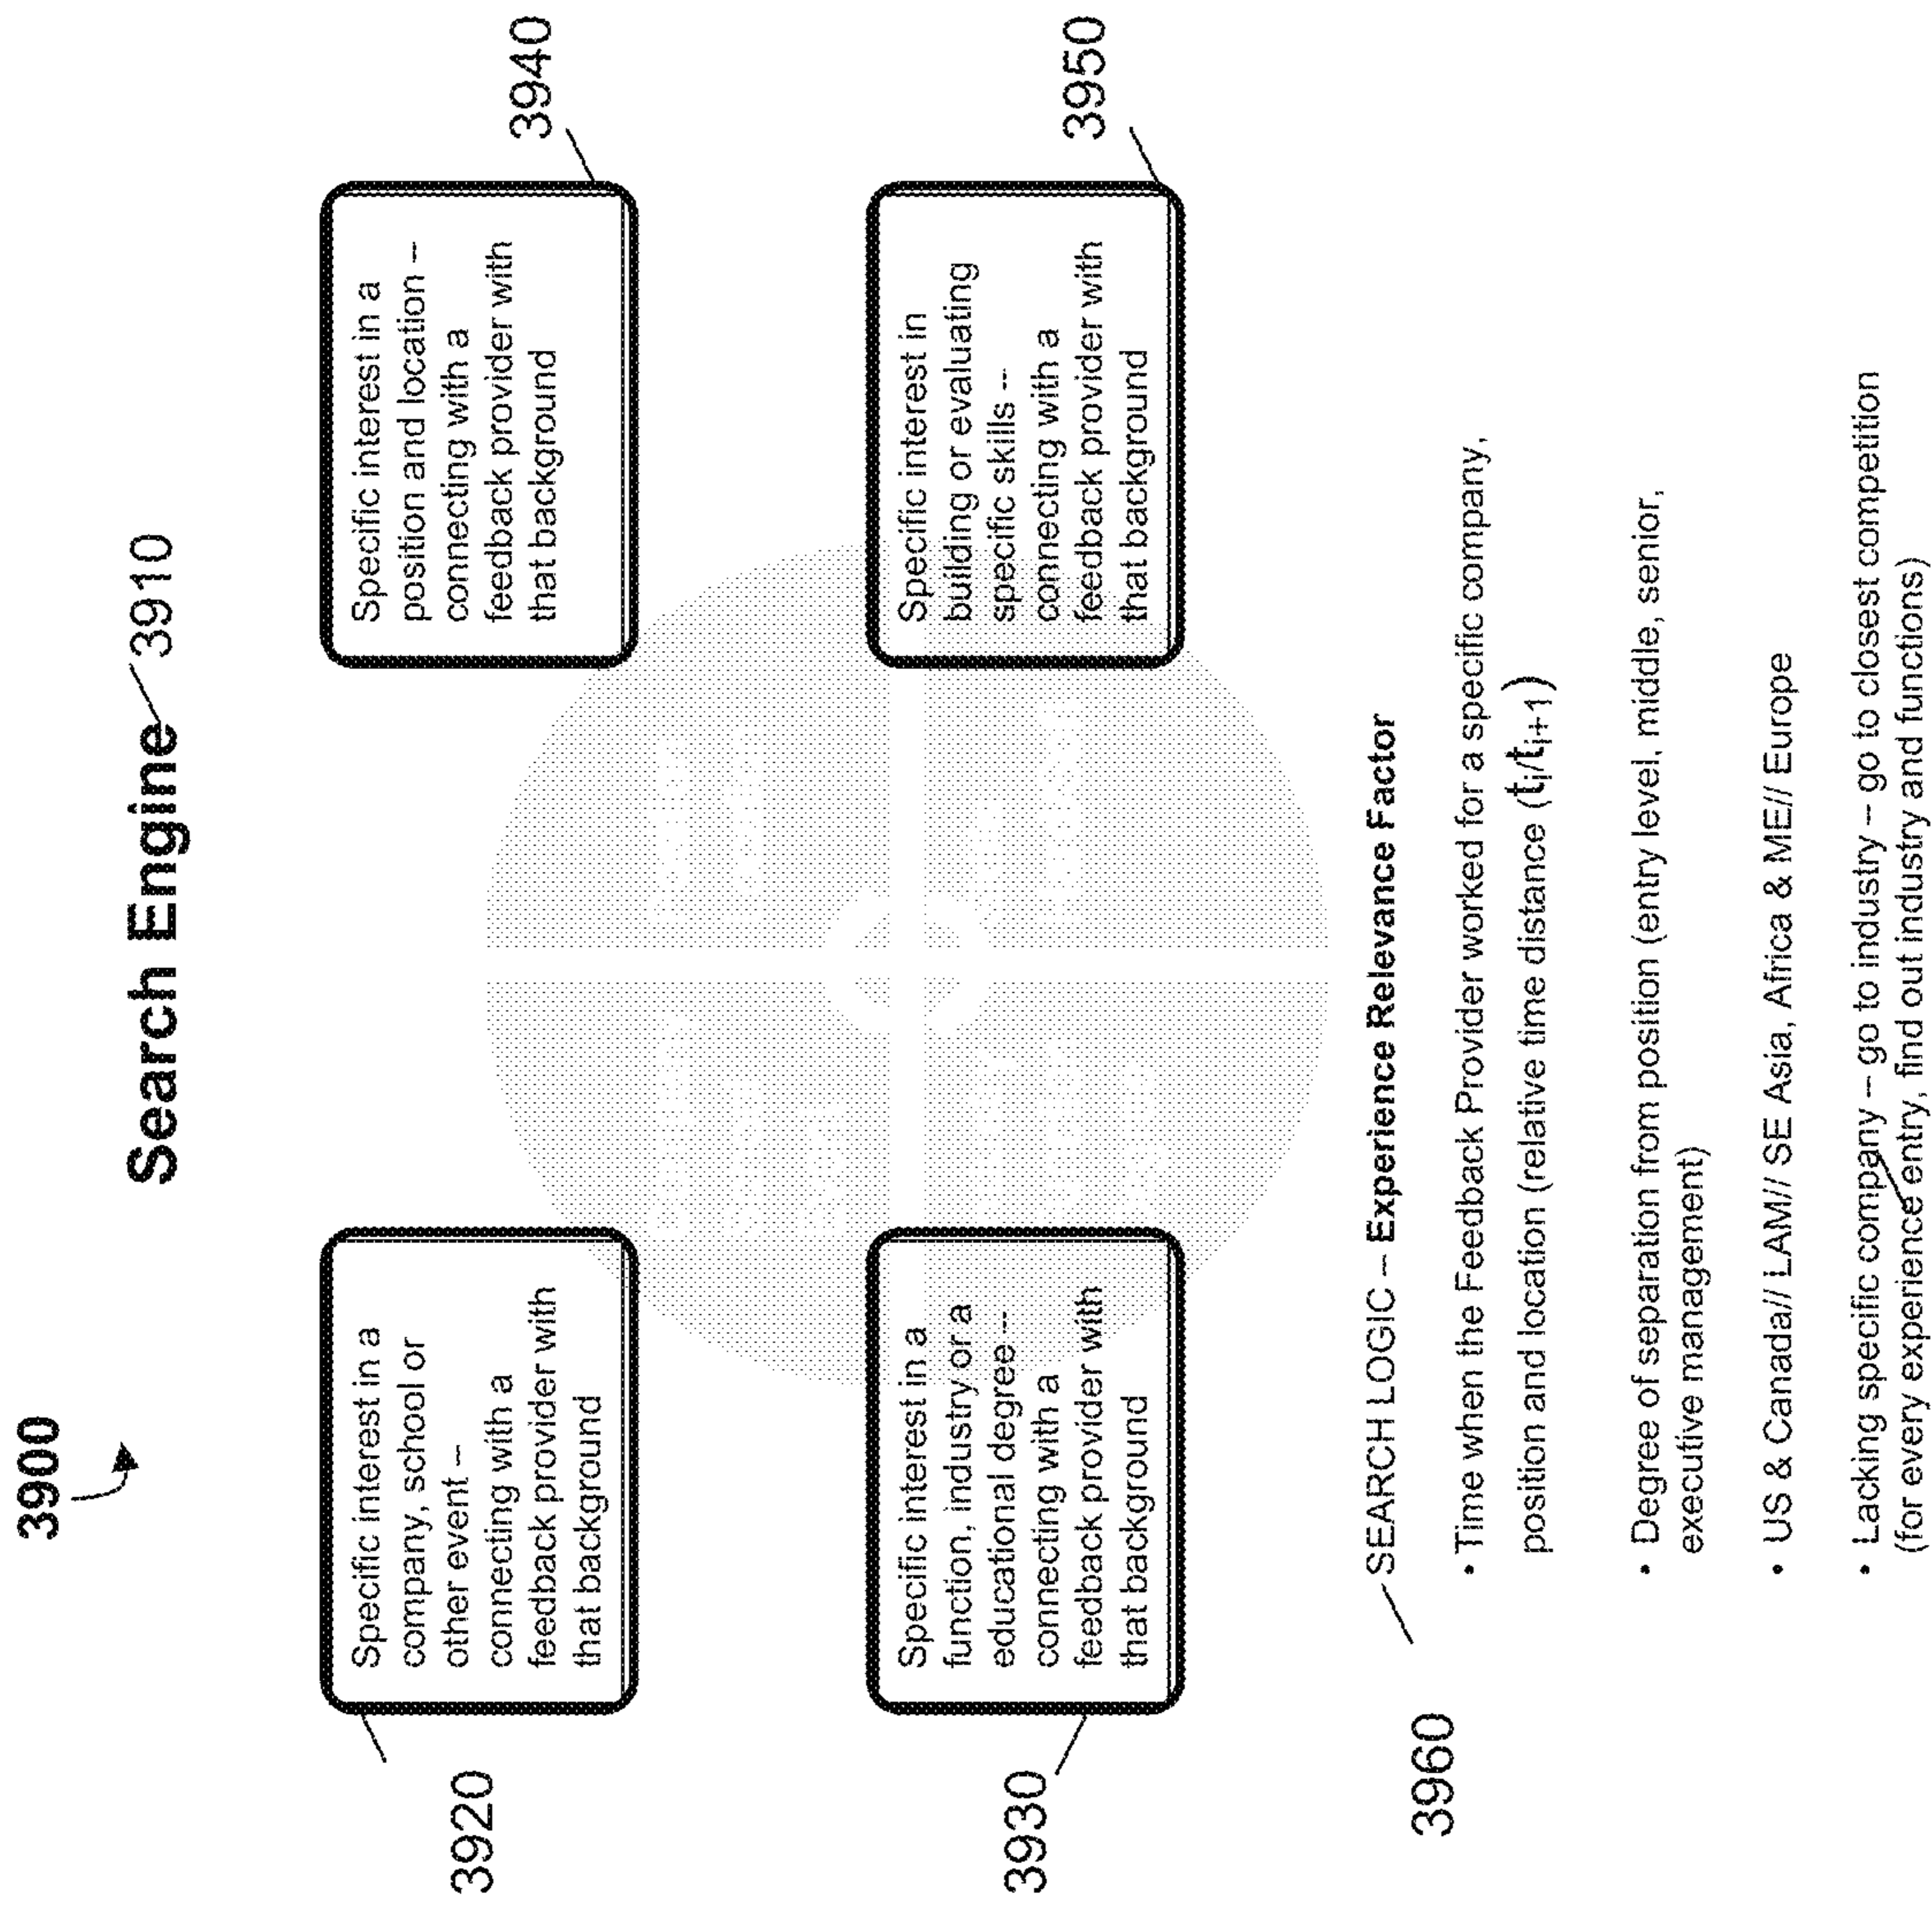 3900
Search Engine
3910
3920
Specific interest in a
company, school or
other event --
connecting with a
feedback provider with
that background
3940
Specific interest in a
position and location --
connecting with a
feedback provider with
that background
3930
Specific interest in a
function, industry or a
educational degree --
connecting with a
feedback provider with
that background
3950
Specific interest in
building or evaluating
specific skills --
connecting with a
feedback provider with
that background
3960
SEARCH LOGIC – Experience Relevance Factor
• Time when the Feedback Provider worked for a specific company,
position and location (relative time distance (tᵢ/tᵢ₊₁)
• Degree of separation from position (entry level, middle, senior,
executive management)
• US & Canada// LAM// SE Asia, Africa & ME// Europe
• Lacking specific company -- go to industry -- go to closest competition
(for every experience entry, find out industry and functions)